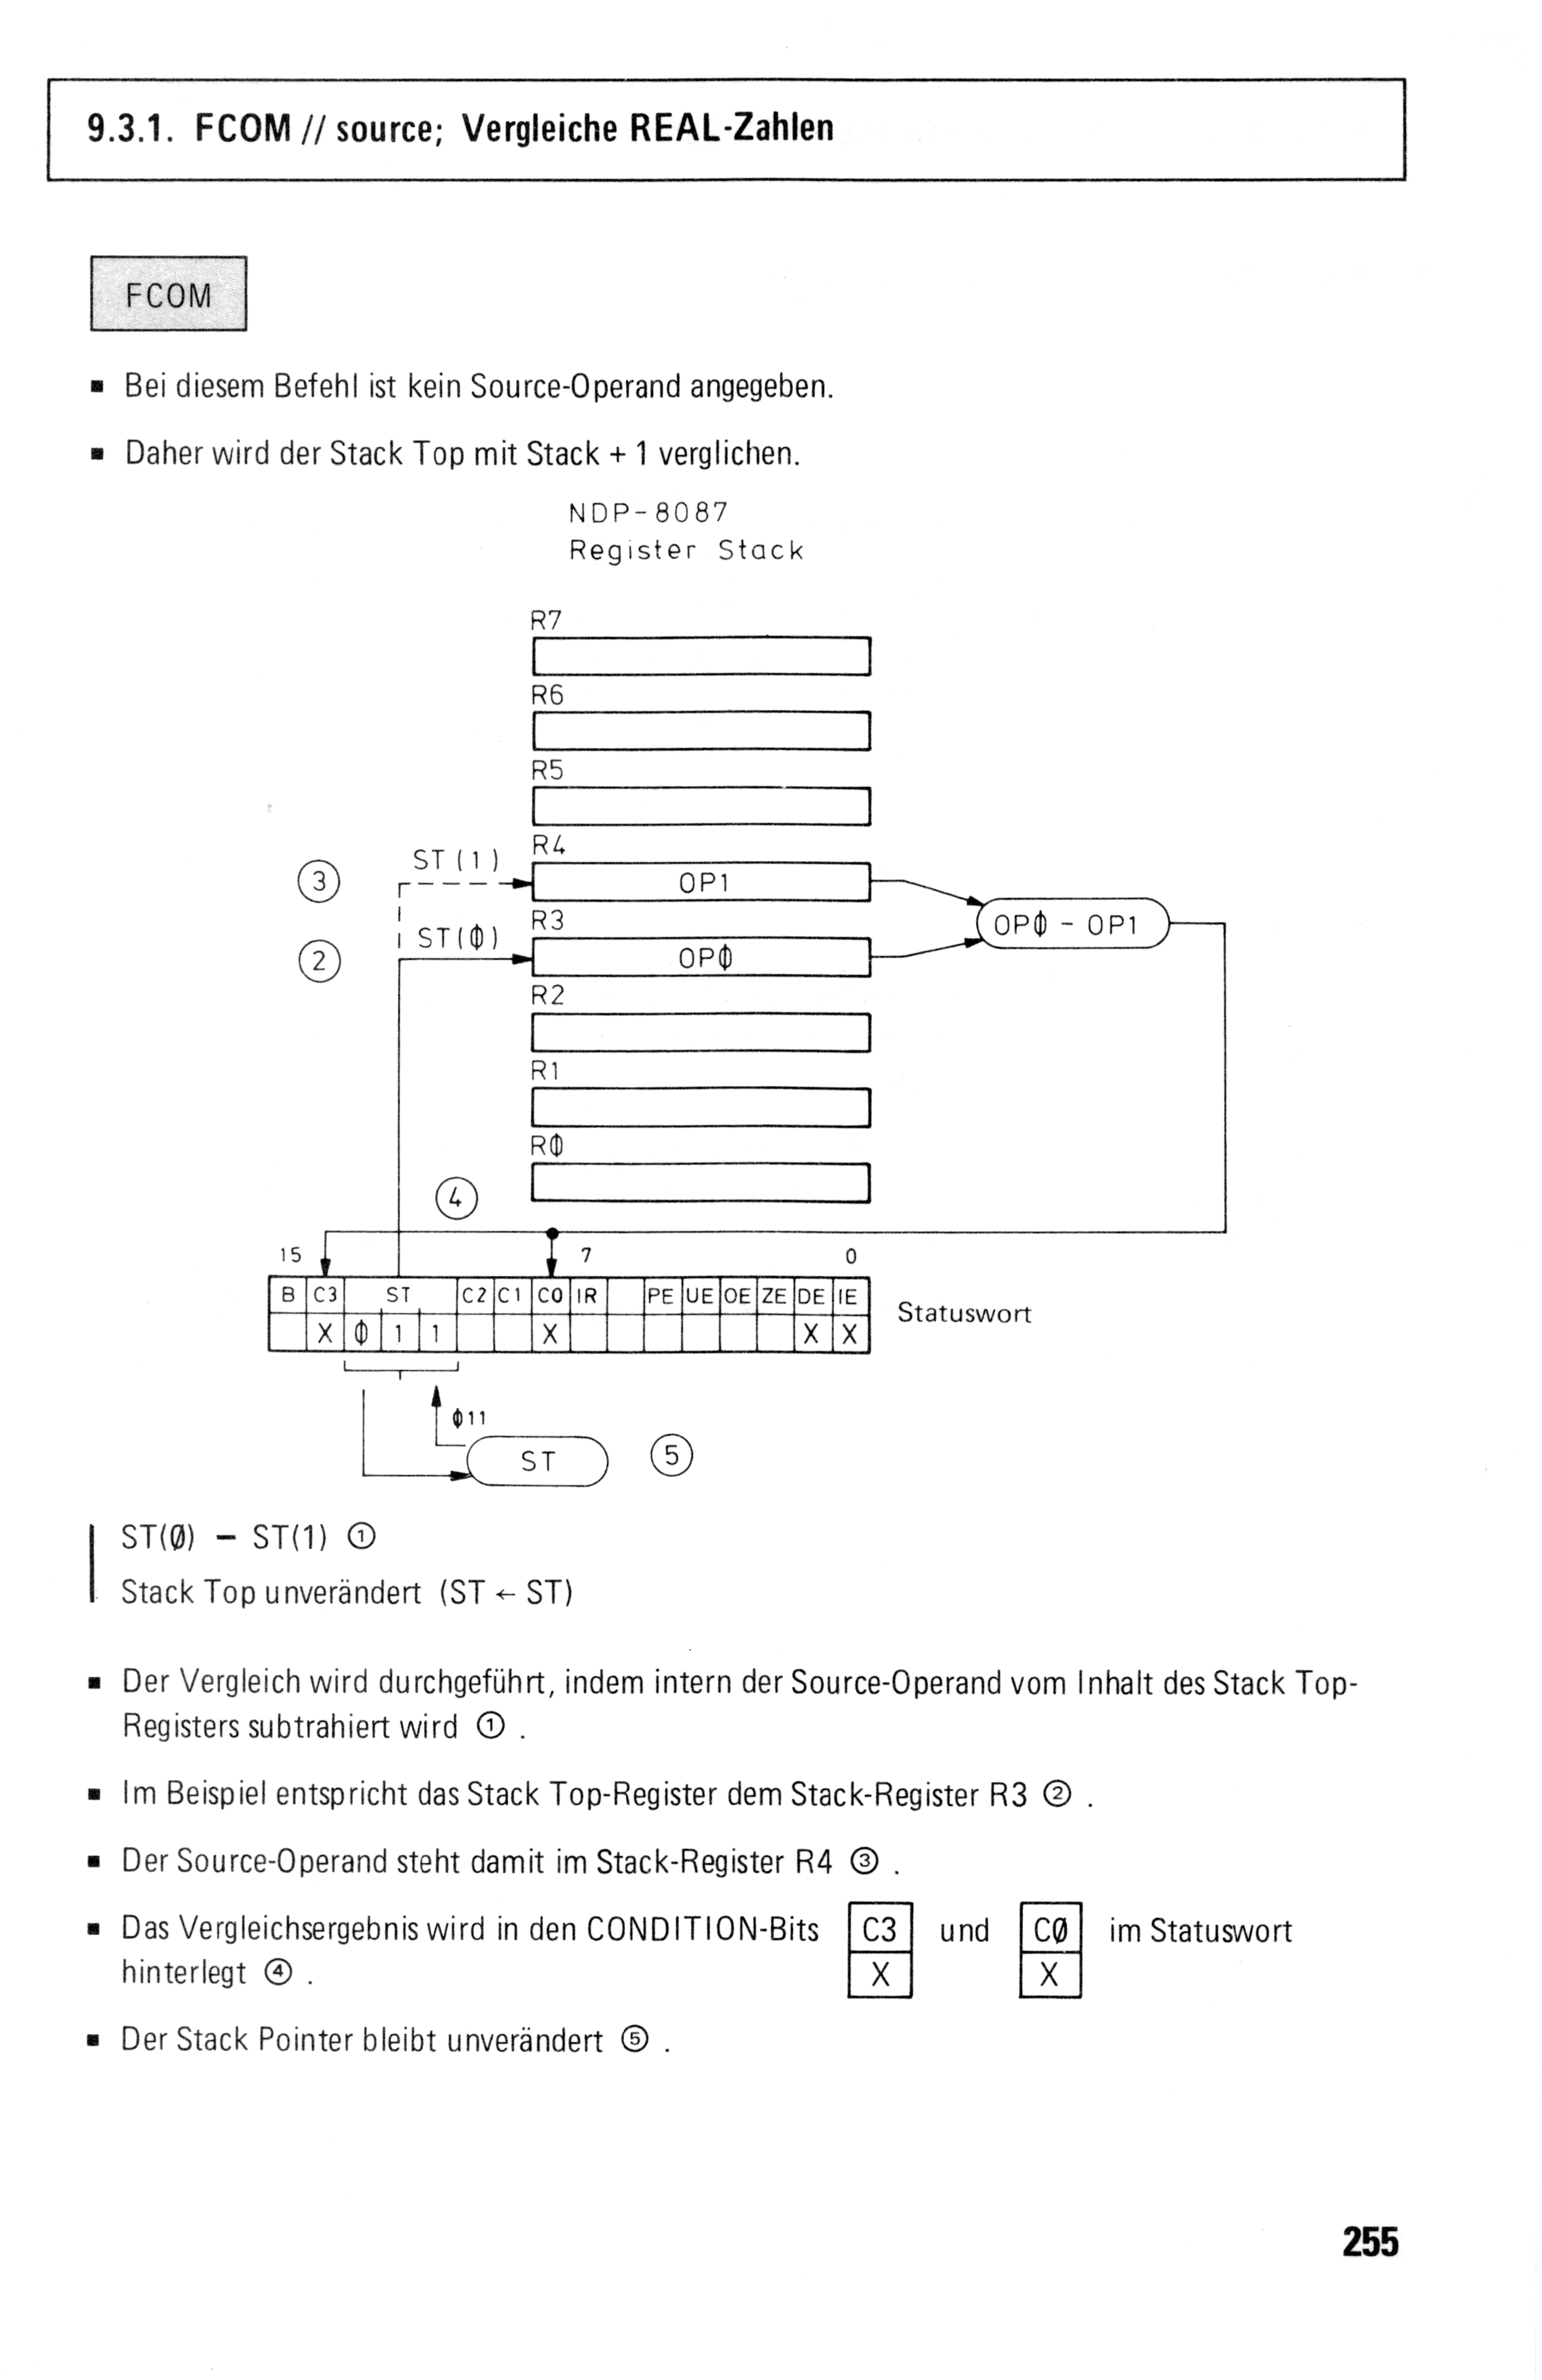 9.3.1. FCOM // source; Vergleiche REAL-Zahlen
FCOM
▪ Bei diesem Befehl ist kein Source-Operand angegeben.
▪ Daher wird der Stack Top mit Stack + 1 verglichen.
NDP-8087
Register Stack
R7
R6
R5
R4
③ ST(1) OP1
R3
OPØ - OP1
② ST(Ø) OPØ
R2
R1
RØ
④
15 7 0
B C3 ST C2 C1 C0 IR PE UE OE ZE DE IE
Statuswort
X Ø 1 1 X X X
Ø11
ST ⑤
ST(Ø) − ST(1) ①
Stack Top unverändert (ST ← ST)
▪ Der Vergleich wird durchgeführt, indem intern der Source-Operand vom Inhalt des Stack Top-
Registers subtrahiert wird ① .
▪ Im Beispiel entspricht das Stack Top-Register dem Stack-Register R3 ② .
▪ Der Source-Operand steht damit im Stack-Register R4 ③ .
▪ Das Vergleichsergebnis wird in den CONDITION-Bits C3 und CØ im Statuswort
hinterlegt ④ . X X
▪ Der Stack Pointer bleibt unverändert ⑤ .
255